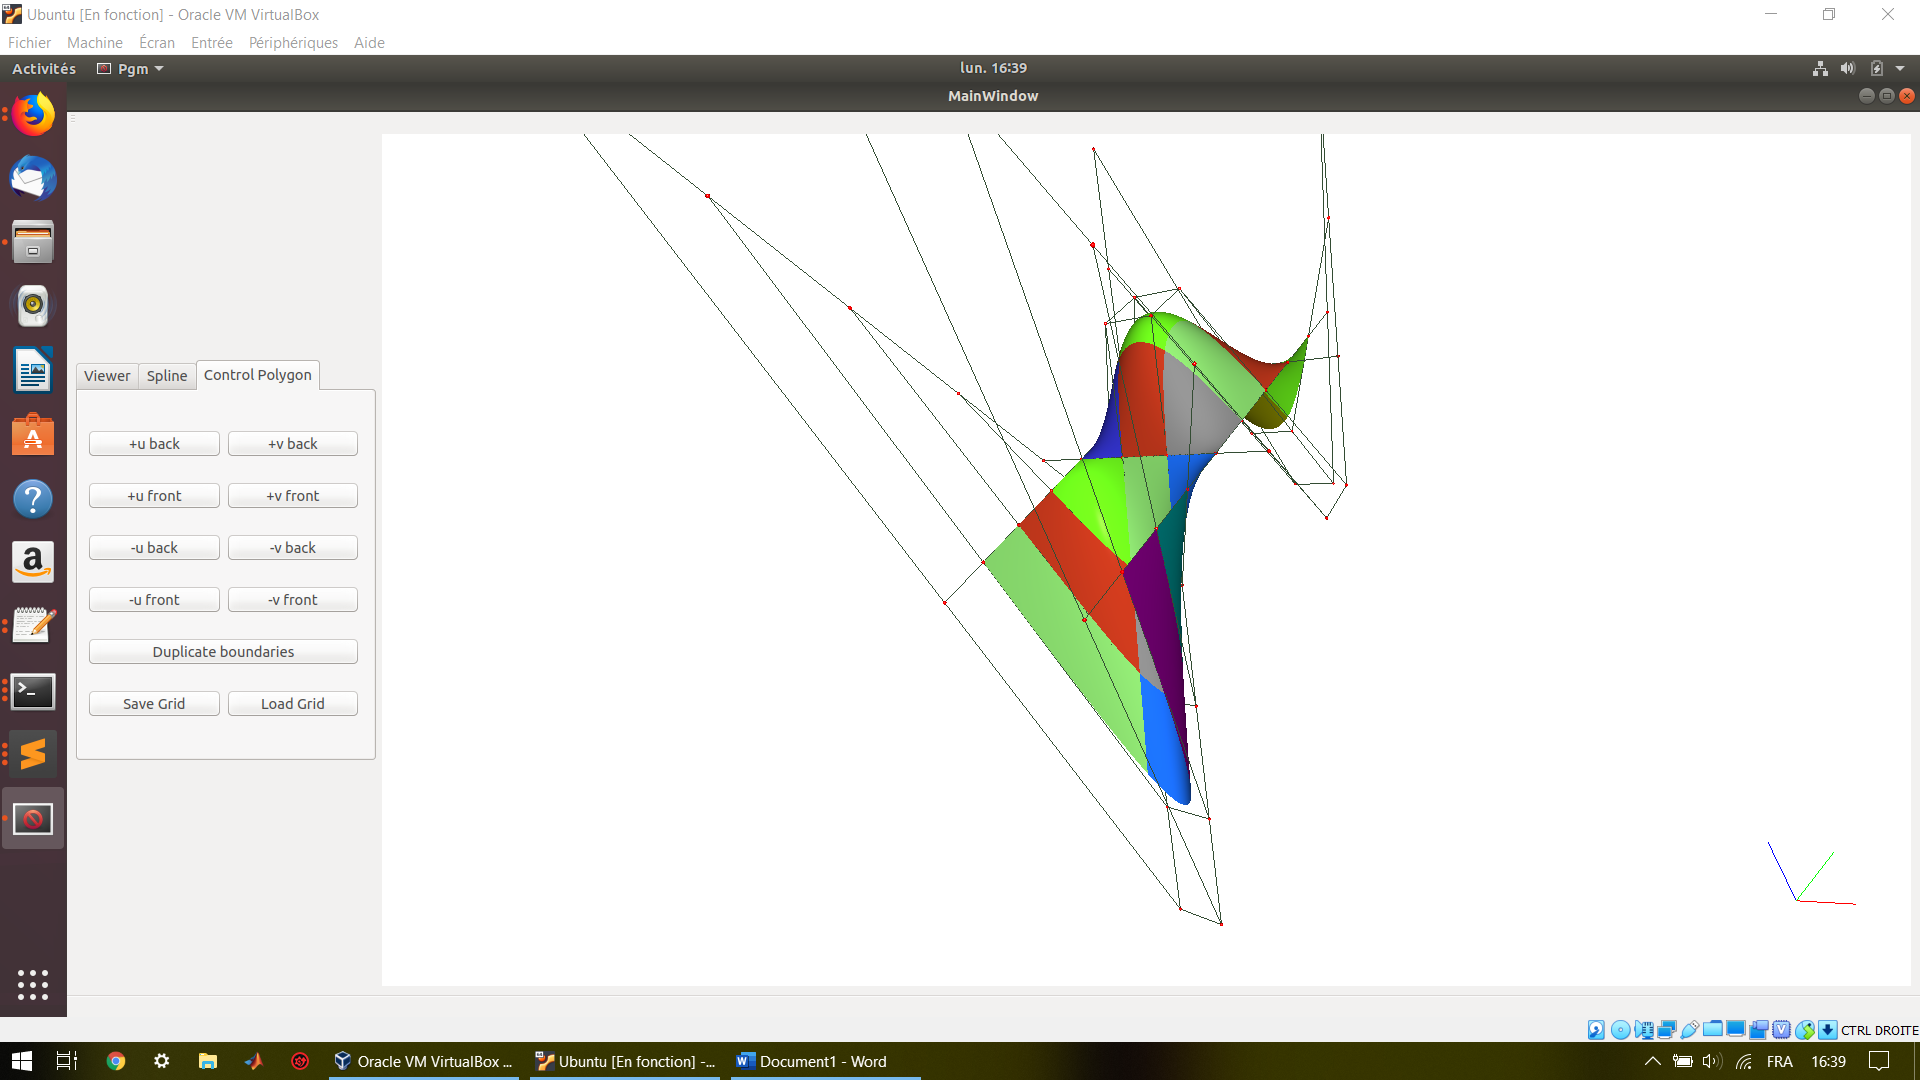 Ubuntu [En fonction] - Oracle VM VirtualBox
Fichier Machine Écran Entrée Périphériques Aide
Activités Pgm lun. 16:39
MainWindow
Viewer Spline Control Polygon
+u back +v back
+u front +v front
-u back -v back
-u front -v front
Duplicate boundaries
Save Grid Load Grid
CTRL DROITE
Oracle VM VirtualBox ... Ubuntu [En fonction] -... Document1 - Word FRA 16:39